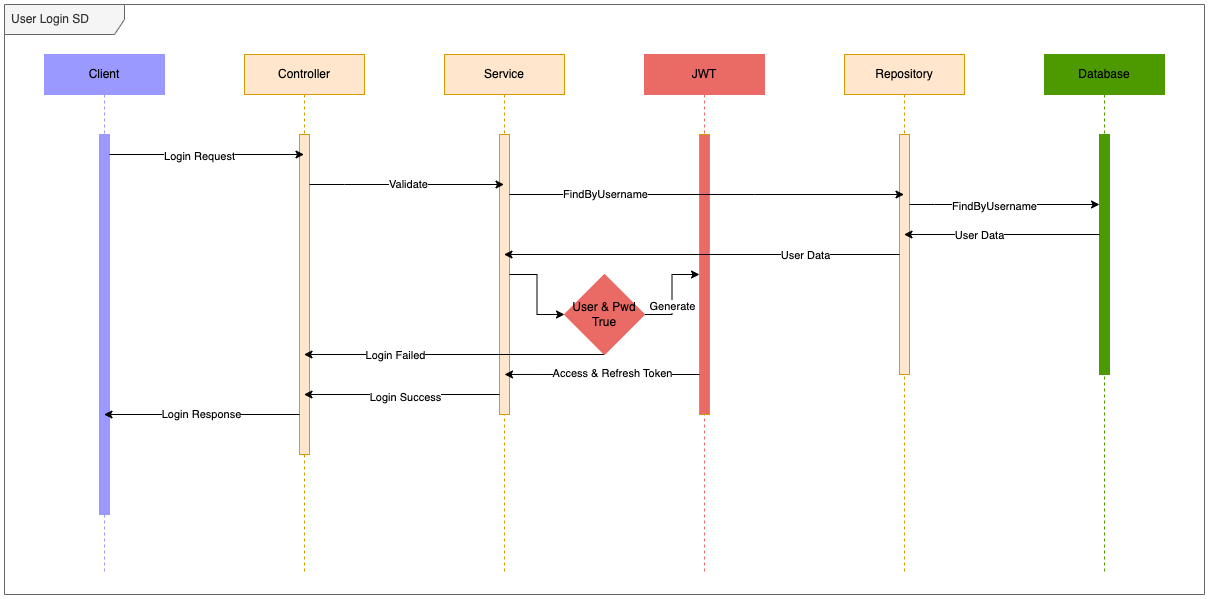 User Login SD
Client
Controller
Service
JWT
Repository
Database
Login Request
Validate
FindByUsername
FindByUsername
User Data
User Data
User & Pwd
True
Generate
Login Failed
Access & Refresh Token
Login Success
Login Response